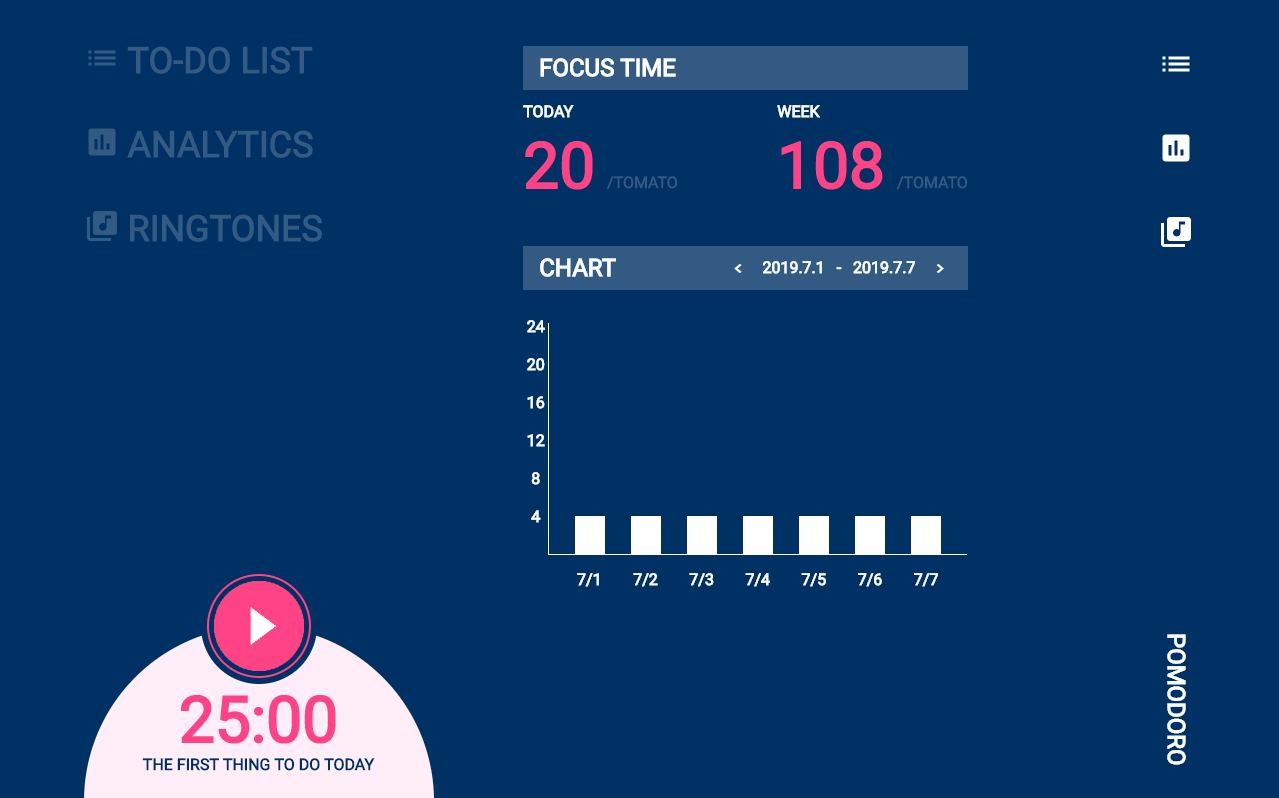 TO-DO LIST
ANALYTICS
RINGTONES
FOCUS TIME
TODAY
20 /TOMATO
WEEK
108 /TOMATO
CHART
< 2019.7.1 - 2019.7.7 >
24
20
16
12
8
4
7/1 7/2 7/3 7/4 7/5 7/6 7/7
25:00
THE FIRST THING TO DO TODAY
POMODORO